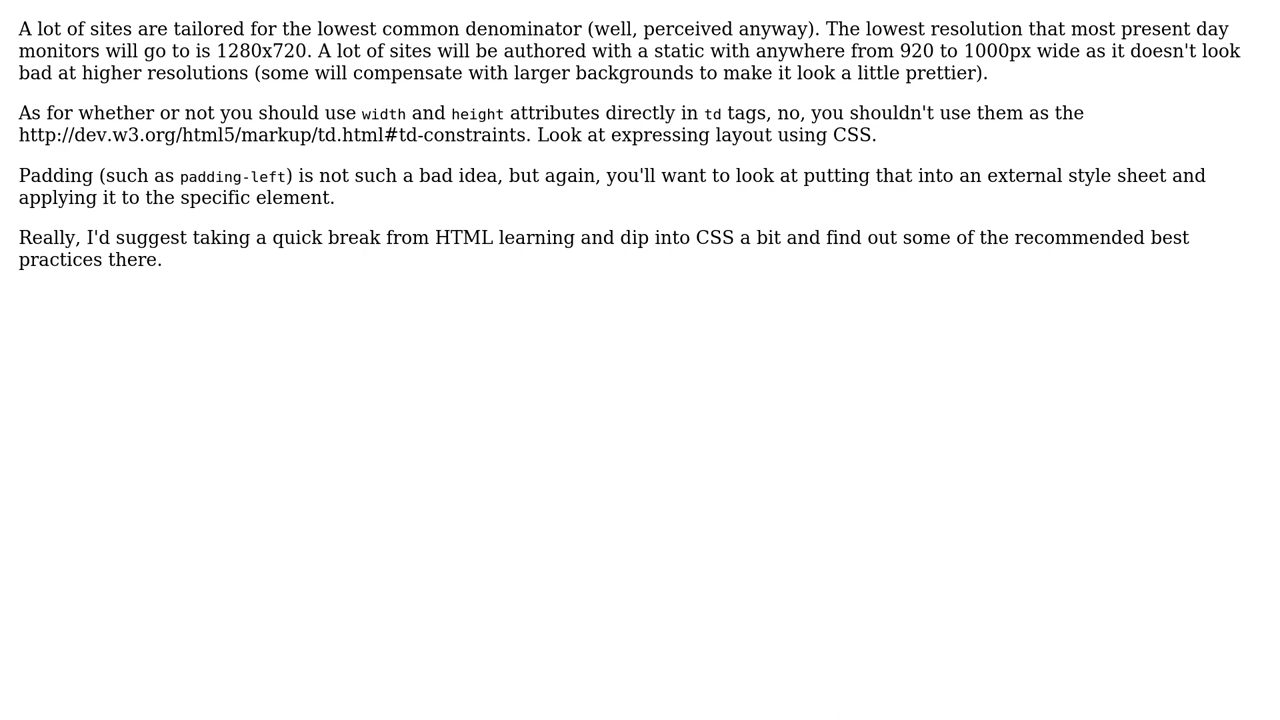 A lot of sites are tailored for the lowest common denominator (well, perceived anyway). The lowest resolution that most present day
monitors will go to is 1280x720. A lot of sites will be authored with a static with anywhere from 920 to 1000px wide as it doesn't look
bad at higher resolutions (some will compensate with larger backgrounds to make it look a little prettier).
As for whether or not you should use width and height attributes directly in td tags, no, you shouldn't use them as the
http://dev.w3.org/html5/markup/td.html#td-constraints. Look at expressing layout using CSS.
Padding (such as padding-left) is not such a bad idea, but again, you'll want to look at putting that into an external style sheet and
applying it to the specific element.
Really, I'd suggest taking a quick break from HTML learning and dip into CSS a bit and find out some of the recommended best
practices there.